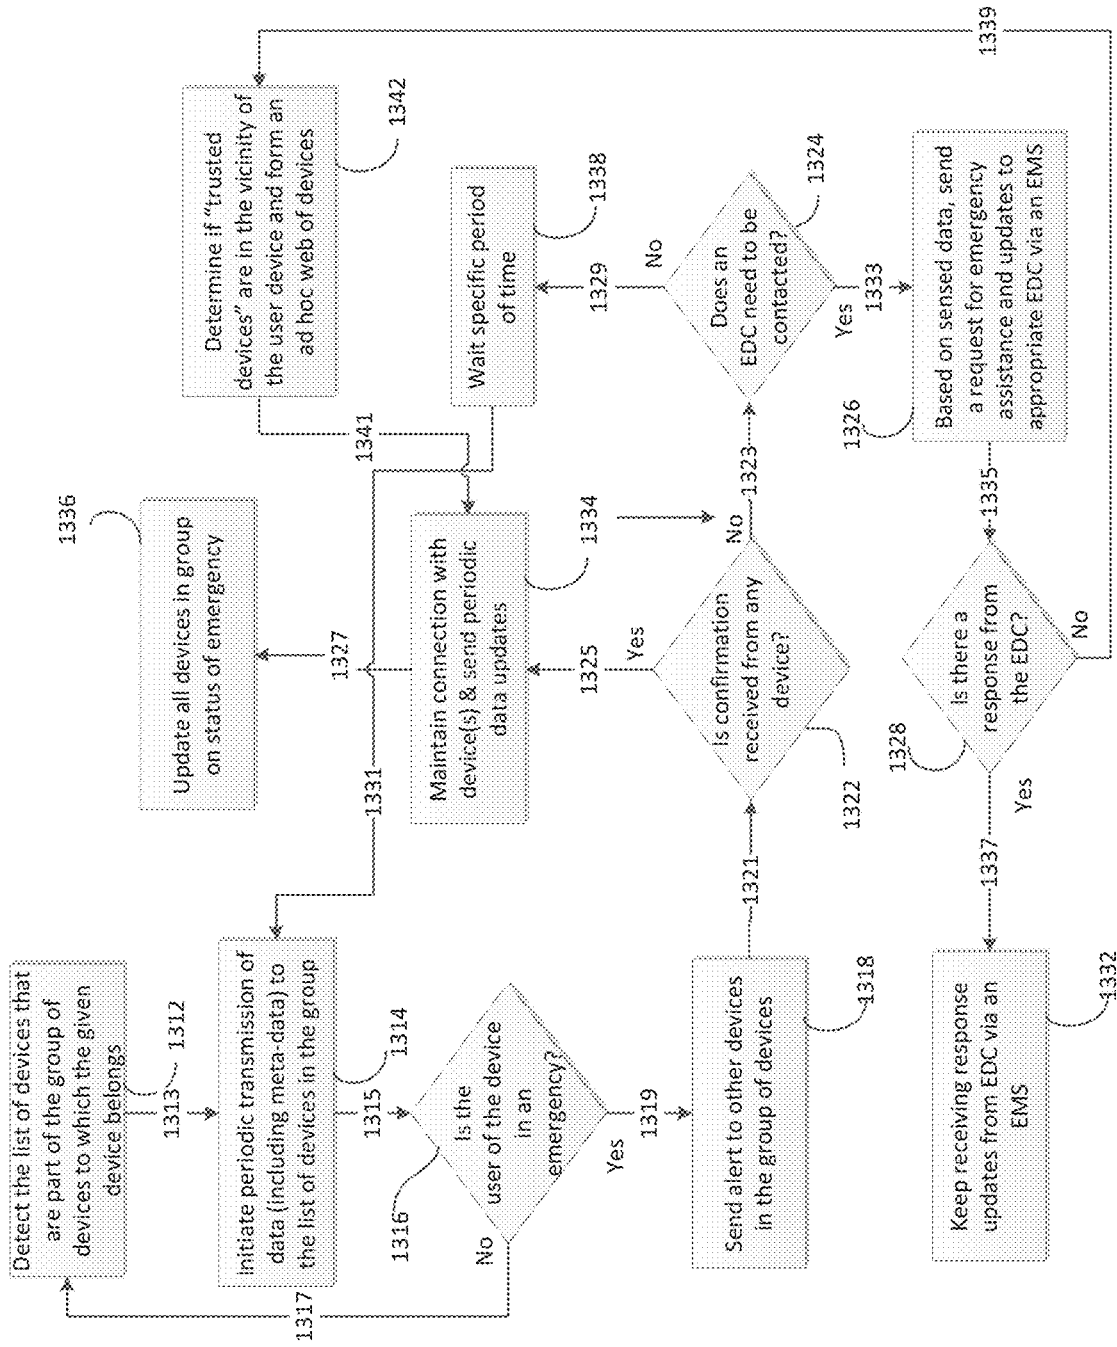 Detect the list of devices that
are part of the group of
devices to which the given
device belongs
1312
1313
Initiate periodic transmission of
data (including meta-data) to
the list of devices in the group
1314
1315
Is the
user of the device
in an
emergency?
1316
No
1317
Yes
1319
Send alert to other devices
in the group of devices
1318
1321
Is confirmation
received from any
device?
1322
Yes
1325
No
1323
Maintain connection with
device(s) & send periodic
data updates
1334
1327
Update all devices in group
on status of emergency
1336
1331
Does an
EDC need to be
contacted?
1324
No
1329
Wait specific period
of time
1338
Yes
1333
Based on sensed data, send
a request for emergency
assistance and updates to
appropriate EDC via an EMS
1326
1335
Is there a
response from
the EDC?
1328
Yes
1337
Keep receiving response
updates from EDC via an
EMS
1332
No
1339
Determine if “trusted
devices” are in the vicinity of
the user device and form an
ad hoc web of devices
1342
1341